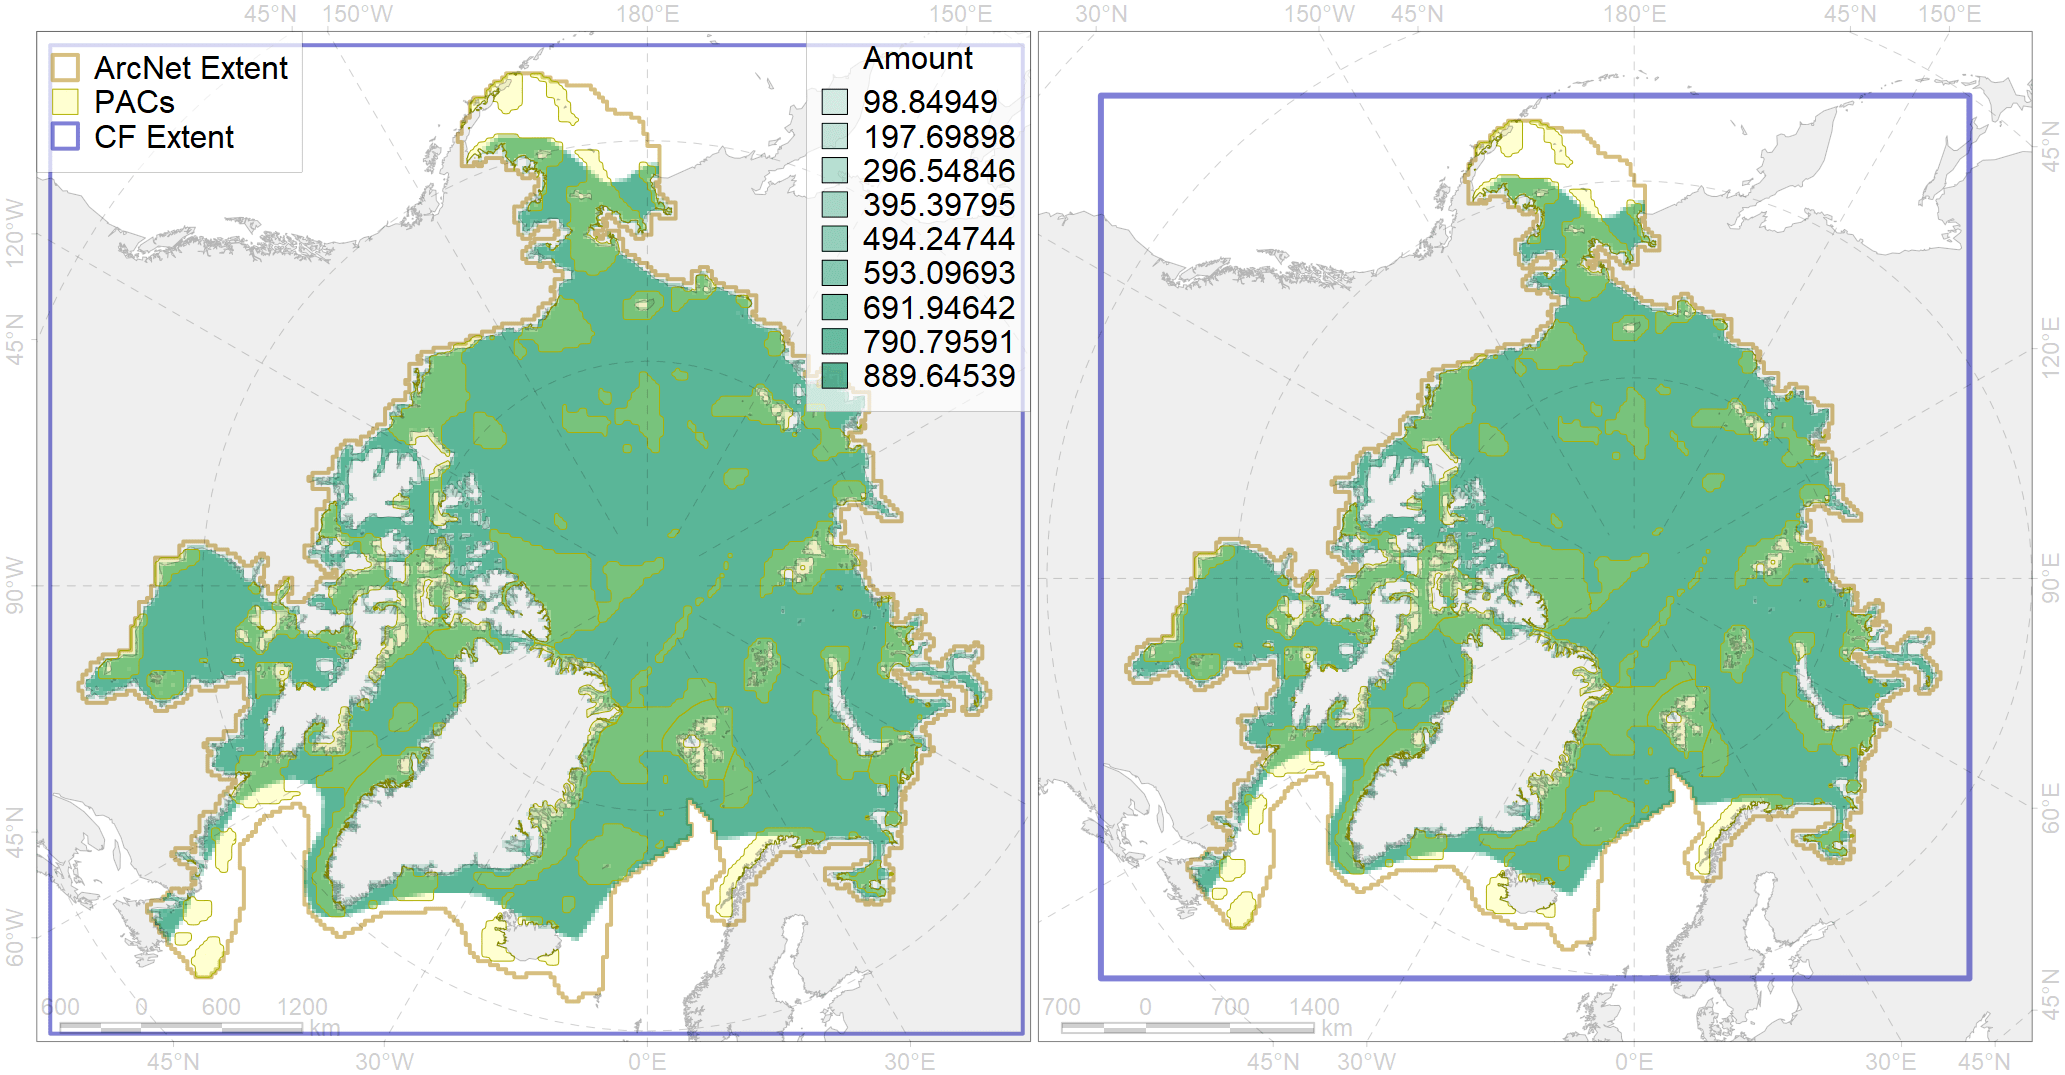 45°N 150°W 180°E 150°E
30°N 150°W 45°N 180°E 45°N 150°E
ArcNet Extent
PACs
CF Extent
Amount
98.84949
197.69898
296.54846
395.39795
494.24744
593.09693
691.94642
790.79591
889.64539
120°W
45°N
90°W
45°N
60°W
45°N
120°E
90°E
60°E
45°N
600 0 600 1200
km
700 0 700 1400
km
45°N 30°W 0°E 30°E
45°N 30°W 0°E 30°E 45°N